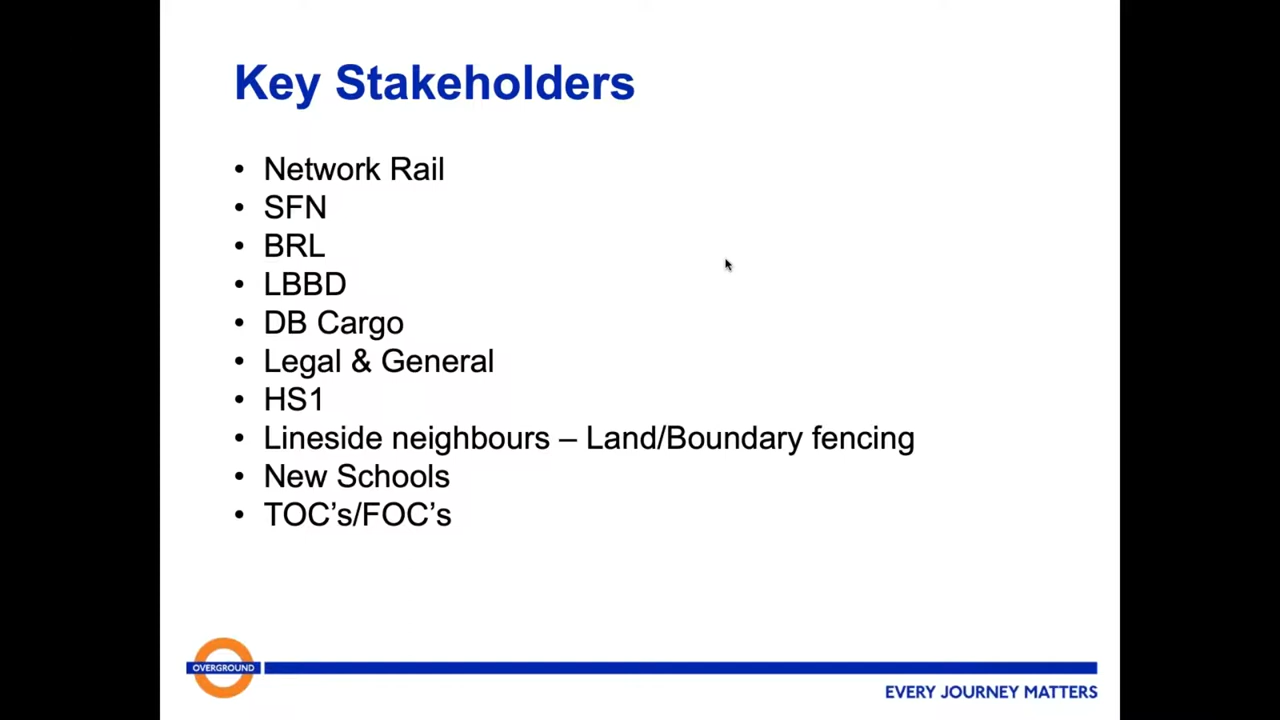 Key Stakeholders
• Network Rail
• SFN
• BRL
• LBBD
• DB Cargo
• Legal & General
• HS1
• Lineside neighbours – Land/Boundary fencing
• New Schools
• TOC’s/FOC’s
OVERGROUND
EVERY JOURNEY MATTERS